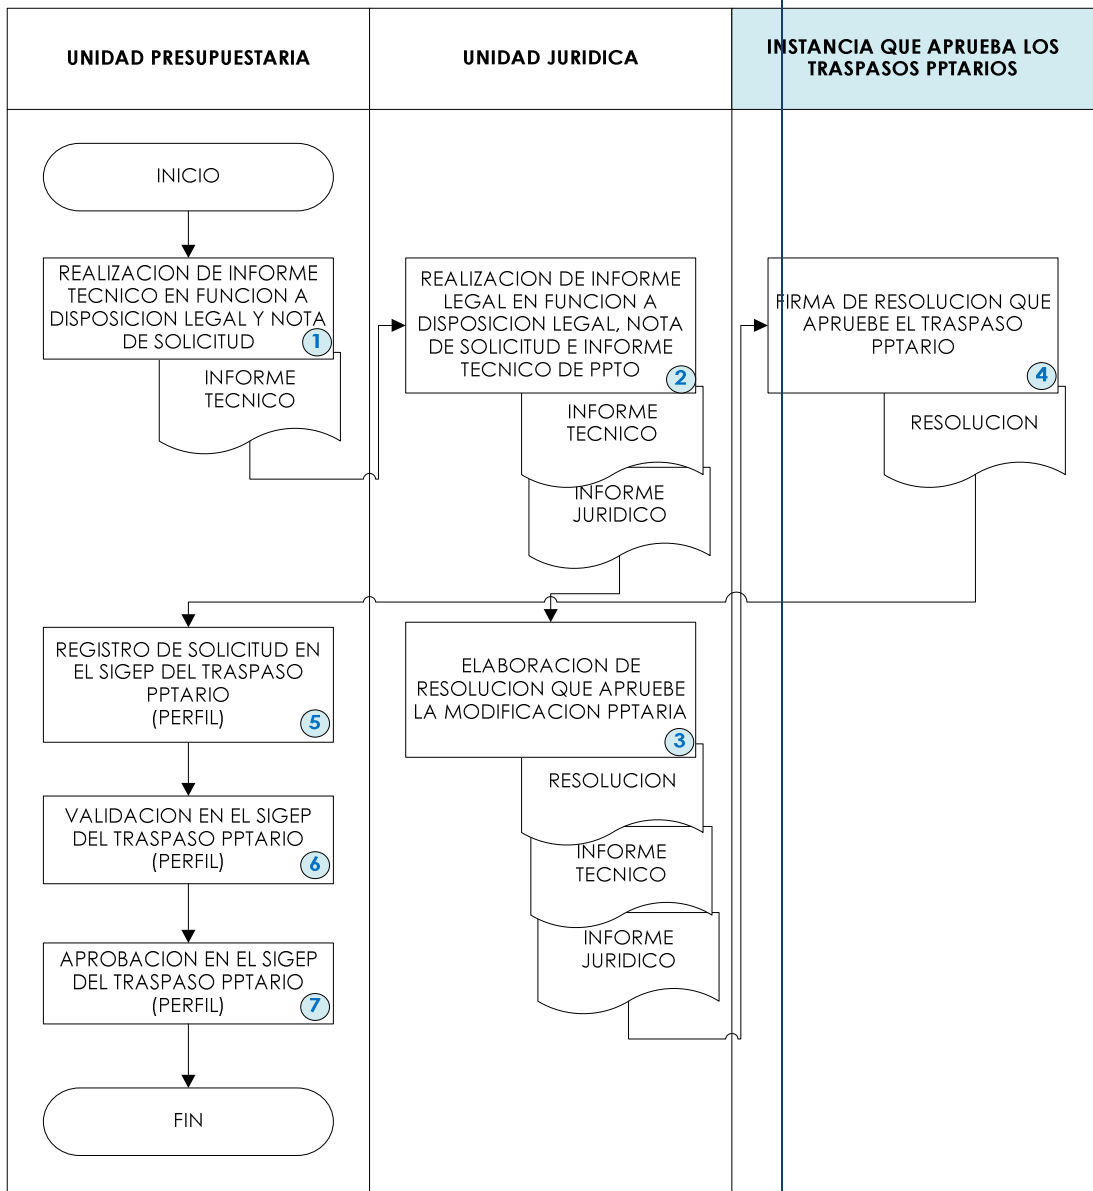 UNIDAD PRESUPUESTARIA
UNIDAD JURIDICA
INSTANCIA QUE APRUEBA LOS
TRASPASOS PPTARIOS
INICIO
REALIZACION DE INFORME
TECNICO EN FUNCION A
DISPOSICION LEGAL Y NOTA
DE SOLICITUD
1
INFORME
TECNICO
REALIZACION DE INFORME
LEGAL EN FUNCION A
DISPOSICION LEGAL, NOTA
DE SOLICITUD E INFORME
TECNICO DE PPTO
2
INFORME
TECNICO
INFORME
JURIDICO
FIRMA DE RESOLUCION QUE
APRUEBE EL TRASPASO
PPTARIO
4
RESOLUCION
REGISTRO DE SOLICITUD EN
EL SIGEP DEL TRASPASO
PPTARIO
(PERFIL)
5
ELABORACION DE
RESOLUCION QUE APRUEBE
LA MODIFICACION PPTARIA
3
RESOLUCION
INFORME
TECNICO
INFORME
JURIDICO
VALIDACION EN EL SIGEP
DEL TRASPASO PPTARIO
(PERFIL)
6
APROBACION EN EL SIGEP
DEL TRASPASO PPTARIO
(PERFIL)
7
FIN